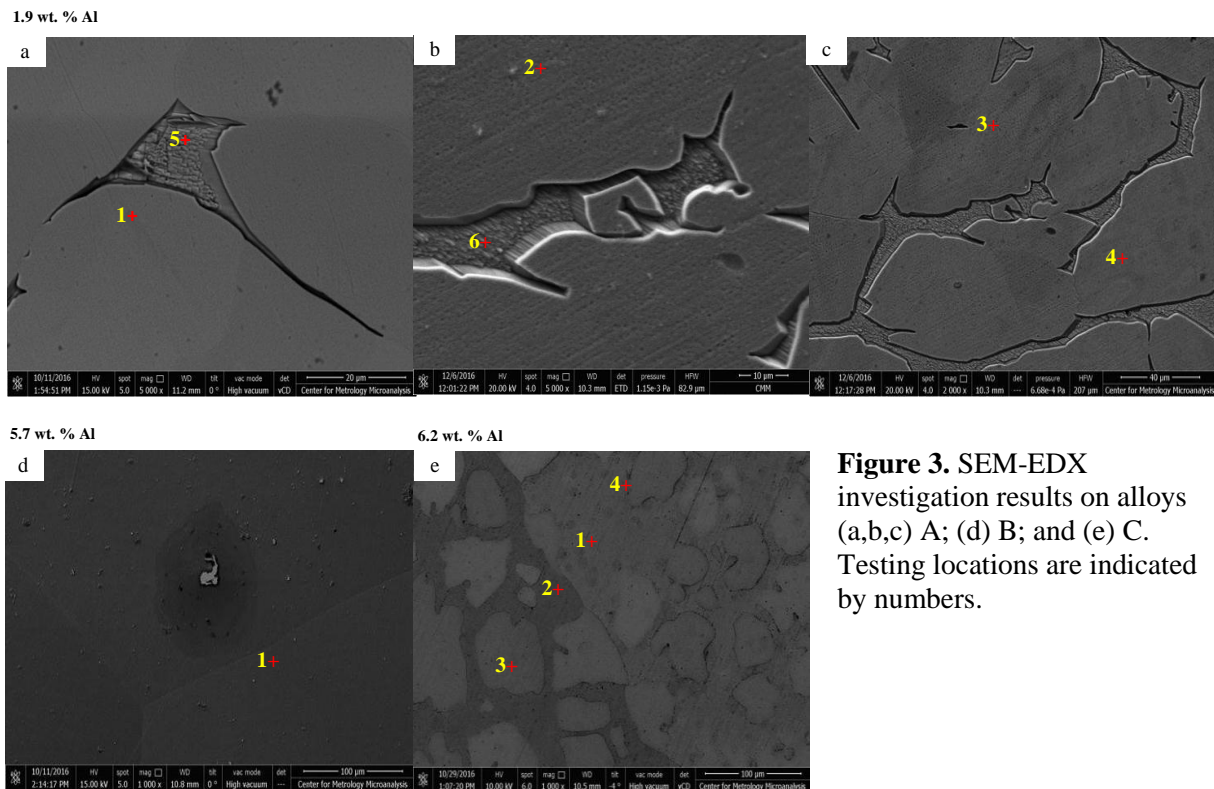 1.9 wt. % Al
a
5+
1+
10/11/2016 HV spot mag □ WD tilt vac mode det 20 µm
1:54:51 PM 15.00 kV 5.0 5 000 x 11.2 mm 0 ° High vacuum vCD Center for Metrology Microanalysis
b
2+
6+
12/6/2016 HV spot mag □ WD det pressure HFW 10 µm
12:01:22 PM 20.00 kV 4.0 5 000 x 10.3 mm ETD 1.15e-3 Pa 82.9 µm CMM
c
3+
4+
12/6/2016 HV spot mag □ WD det pressure HFW 40 µm
12:17:28 PM 20.00 kV 4.0 2 000 x 10.3 mm --- 6.68e-4 Pa 207 µm Center for Metrology Microanalysis
5.7 wt. % Al
d
1+
10/11/2016 HV spot mag □ WD tilt vac mode det 100 µm
2:14:17 PM 15.00 kV 5.0 1 000 x 10.8 mm 0 ° High vacuum --- Center for Metrology Microanalysis
6.2 wt. % Al
e
4+
1+
2+
3+
10/29/2016 HV spot mag □ WD tilt vac mode det 100 µm
1:07:20 PM 10.00 kV 6.0 1 000 x 10.5 mm -4 ° High vacuum vCD Center for Metrology Microanalysis
Figure 3. SEM-EDX
investigation results on alloys
(a,b,c) A; (d) B; and (e) C.
Testing locations are indicated
by numbers.